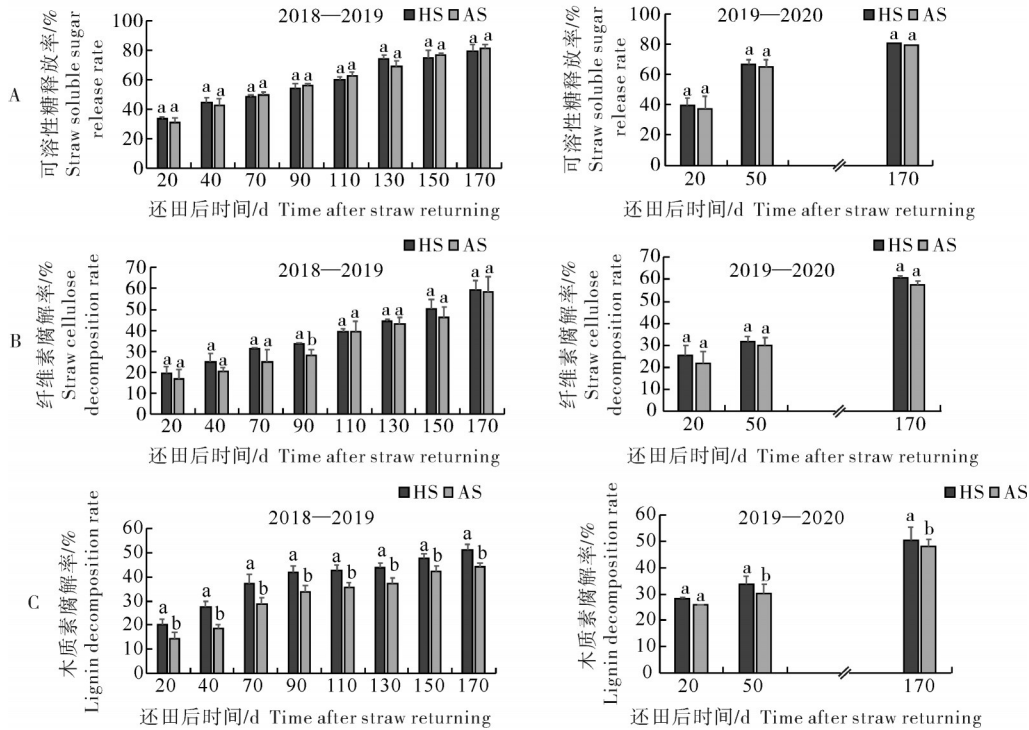 HS AS
2018—2019
A
可溶性糖释放率/%
Straw soluble sugar
release rate
100
80
60
40
20
0
a a a a a a a a a a a a a a a a
20 40 70 90 110 130 150 170
还田后时间/d Time after straw returning
HS AS
2019—2020
可溶性糖释放率/%
Straw soluble sugar
release rate
100
80
60
40
20
0
a a a a a a
20 50 170
还田后时间/d Time after straw returning
HS AS
2018—2019
B
纤维素腐解率/%
Straw cellulose
decomposition rate
70
60
50
40
30
20
10
0
a a a a a a a b a a a a a a a a
20 40 70 90 110 130 150 170
还田后时间/d Time after straw returning
HS AS
2019—2020
纤维素腐解率/%
Straw cellulose
decomposition rate
70
60
50
40
30
20
10
0
a a a a a a
20 50 170
还田后时间/d Time after straw returning
HS AS
2018—2019
C
木质素腐解率/%
Lignin decomposition rate
60
50
40
30
20
10
0
a b a b a b a b a b a b a b a b
20 40 70 90 110 130 150 170
还田后时间/d Time after straw returning
HS AS
2019—2020
木质素腐解率/%
Lignin decomposition rate
60
50
40
30
20
10
0
a a a b a b
20 50 170
还田后时间/d Time after straw returning